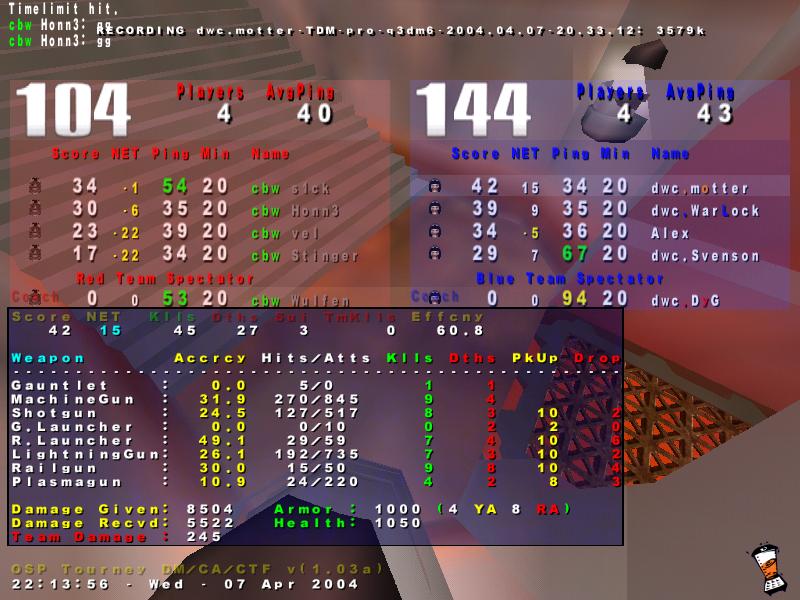 Timelimit hit.
cbw Honn3: gg
RECORDING dwc.motter-TDM-pro-q3dm6-2004.04.07-20.33.12: 3579k
cbw Honn3: gg
104 Players AvgPing
4 40
Score NET Ping Min Name
34 -1 54 20 cbw s1ck
30 -6 35 20 cbw Honn3
23 -22 39 20 cbw vel
17 -22 34 20 cbw Stinger
Red Team Spectator
Coach 0 0 53 20 cbw Wulfen
144 Players AvgPing
4 43
Score NET Ping Min Name
42 15 34 20 dwc.motter
39 9 35 20 dwc.WarLock
34 -5 36 20 Alex
29 7 67 20 dwc.Svenson
Blue Team Spectator
Coach 0 0 94 20 dwc.DyG
Score NET Klls Dths Sui TmKlls Effcny
42 15 45 27 3 0 60.8
Weapon Accrcy Hits/Atts Klls Dths PkUp Drop
Gauntlet : 0.0 5/0 1 1
MachineGun : 31.9 270/845 9 4
Shotgun : 24.5 127/517 8 3 10 2
G.Launcher : 0.0 0/10 0 2 2 0
R.Launcher : 49.1 29/59 7 4 10 6
LightningGun: 26.1 192/735 7 3 10 2
Railgun : 30.0 15/50 9 8 10 4
Plasmagun : 10.9 24/220 4 2 8 3
Damage Given: 8504 Armor : 1000 (4 YA 8 RA)
Damage Recvd: 5522 Health: 1050
Team Damage : 245
OSP Tourney DM/CA/CTF v(1.03a)
22:13:56 - Wed - 07 Apr 2004